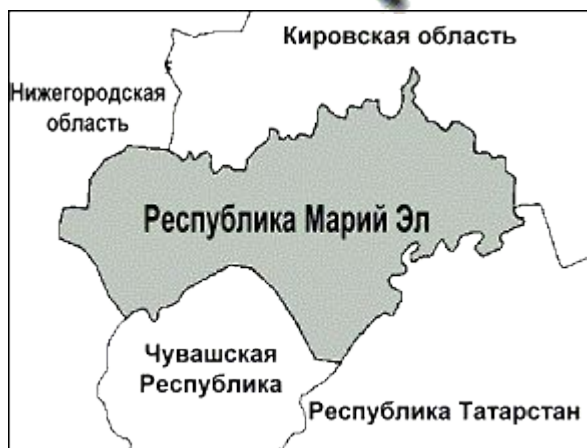 Кировская область
Нижегородская
область
Республика Марий Эл
Чувашская
Республика
Республика Татарстан